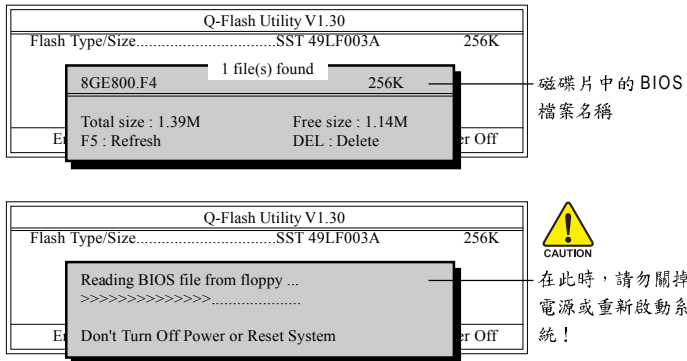 Q-Flash Utility V1.30
Flash Type/Size.................................SST 49LF003A 256K
1 file(s) found
8GE800.F4 256K
Total size : 1.39M Free size : 1.14M
F5 : Refresh DEL : Delete
er Off
磁碟片中的 BIOS
檔案名稱
Q-Flash Utility V1.30
Flash Type/Size.................................SST 49LF003A 256K
Reading BIOS file from floppy ...
>>>>>>>>>>>>>>.....................
Don't Turn Off Power or Reset System
er Off
CAUTION
在此時，請勿關掉
電源或重新啟動系
統！